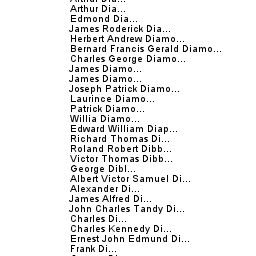 Arthur Dia...
Edmond Dia...
James Roderick Dia...
Herbert Andrew Diamo...
Bernard Francis Gerald Diamo...
Charles George Diamo...
James Diamo...
James Diamo...
Joseph Patrick Diamo...
Laurince Diamo...
Patrick Diamo...
Willia Diamo...
Edward William Diap...
Richard Thomas Di...
Roland Robert Dibb...
Victor Thomas Dibb...
George Dibl...
Albert Victor Samuel Di...
Alexander Di...
James Alfred Di...
John Charles Tandy Di...
Charles Di...
Charles Kennedy Di...
Ernest John Edmund Di...
Frank Di...